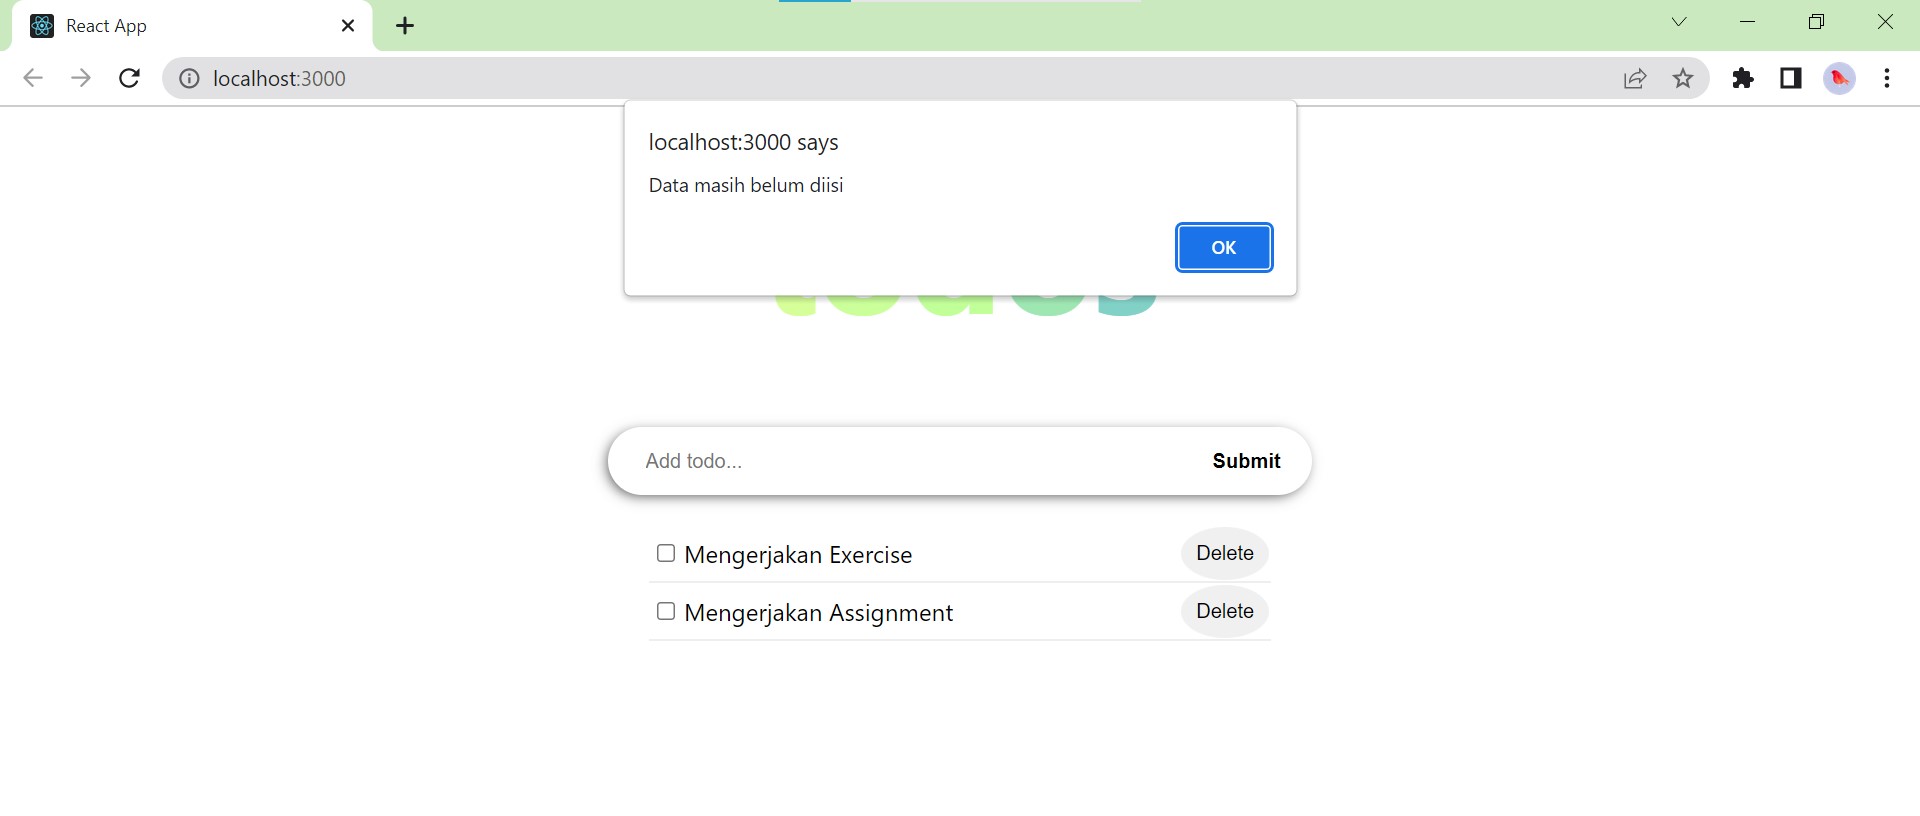 React App
localhost:3000
localhost:3000 says
Data masih belum diisi
OK
Add todo...
Submit
Mengerjakan Exercise
Delete
Mengerjakan Assignment
Delete